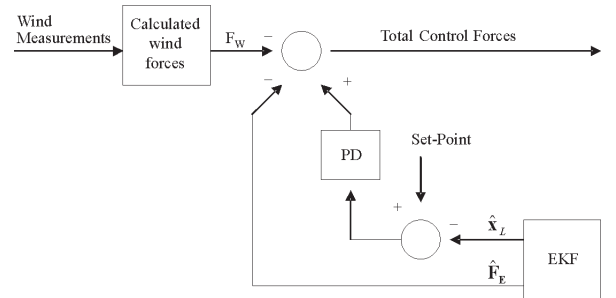 Wind
Measurements
Calculated
wind
forces
F_W
−
Total Control Forces
−
+
PD
Set-Point
+
−
x̂_L
F̂_E
EKF